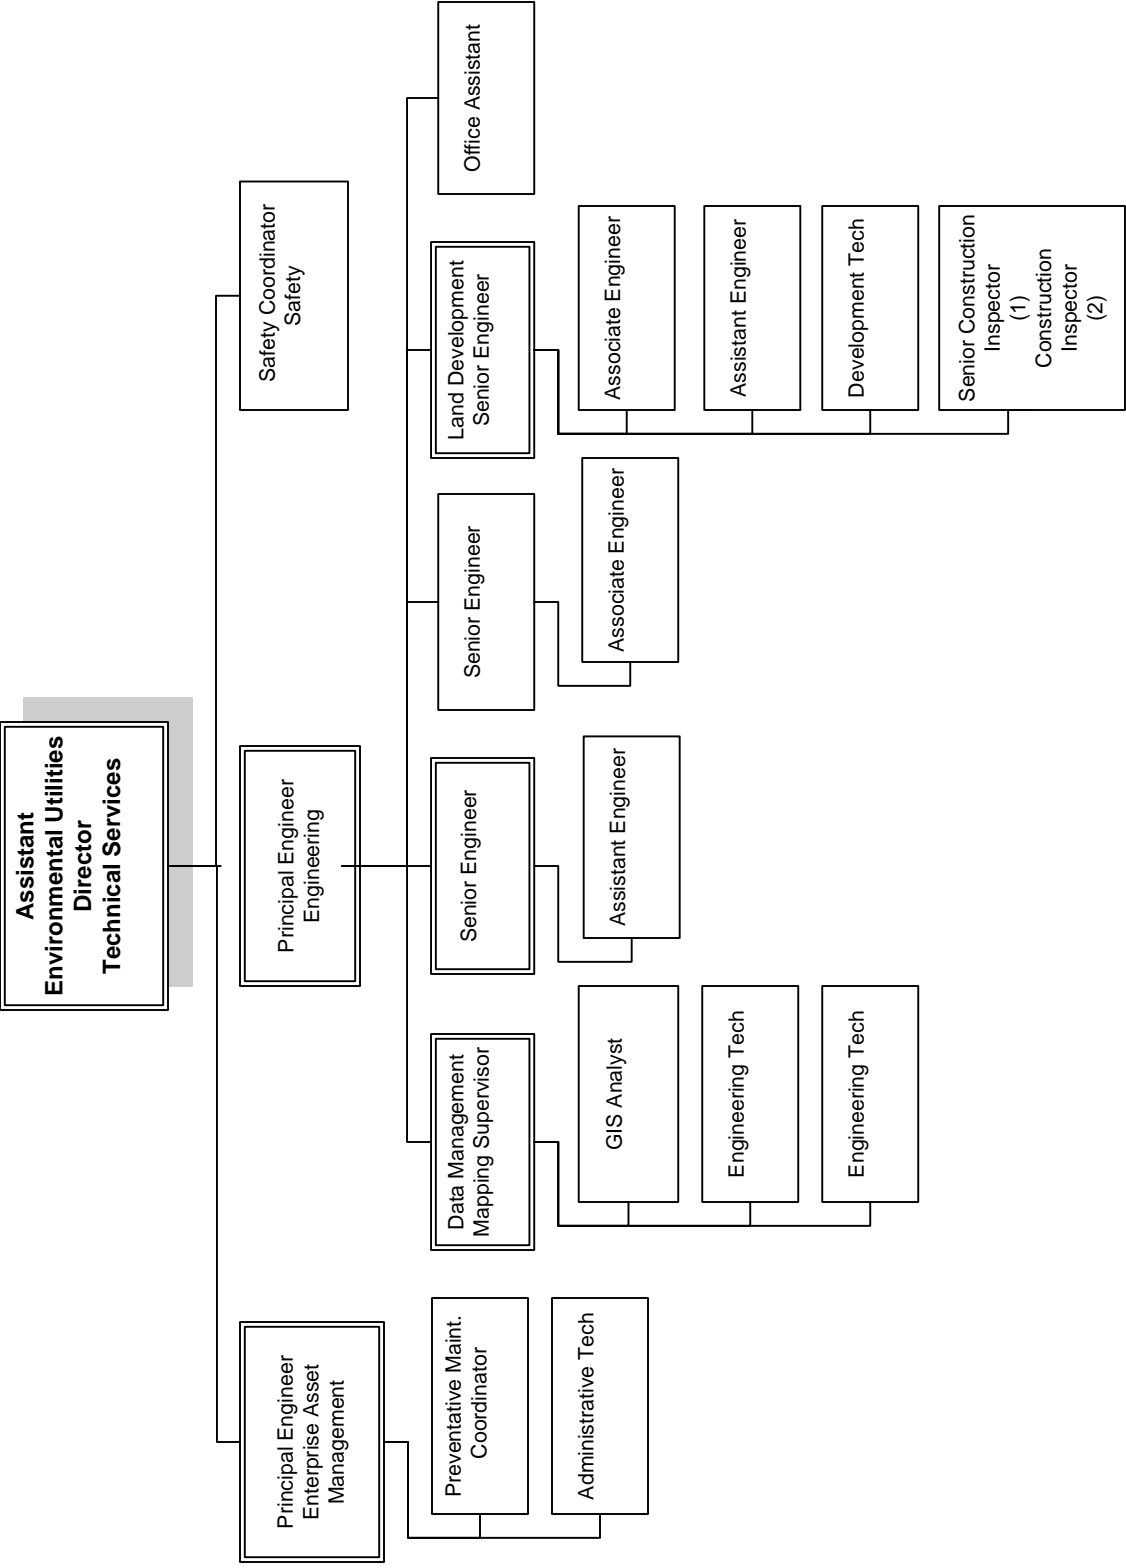 Assistant
Environmental Utilities
Director
Technical Services
Principal Engineer
Enterprise Asset
Management
Principal Engineer
Engineering
Safety Coordinator
Safety
Preventative Maint.
Coordinator
Administrative Tech
Data Management
Mapping Supervisor
Senior Engineer
Senior Engineer
Land Development
Senior Engineer
Office Assistant
GIS Analyst
Engineering Tech
Engineering Tech
Assistant Engineer
Associate Engineer
Associate Engineer
Assistant Engineer
Development Tech
Senior Construction
Inspector
(1)
Construction
Inspector
(2)